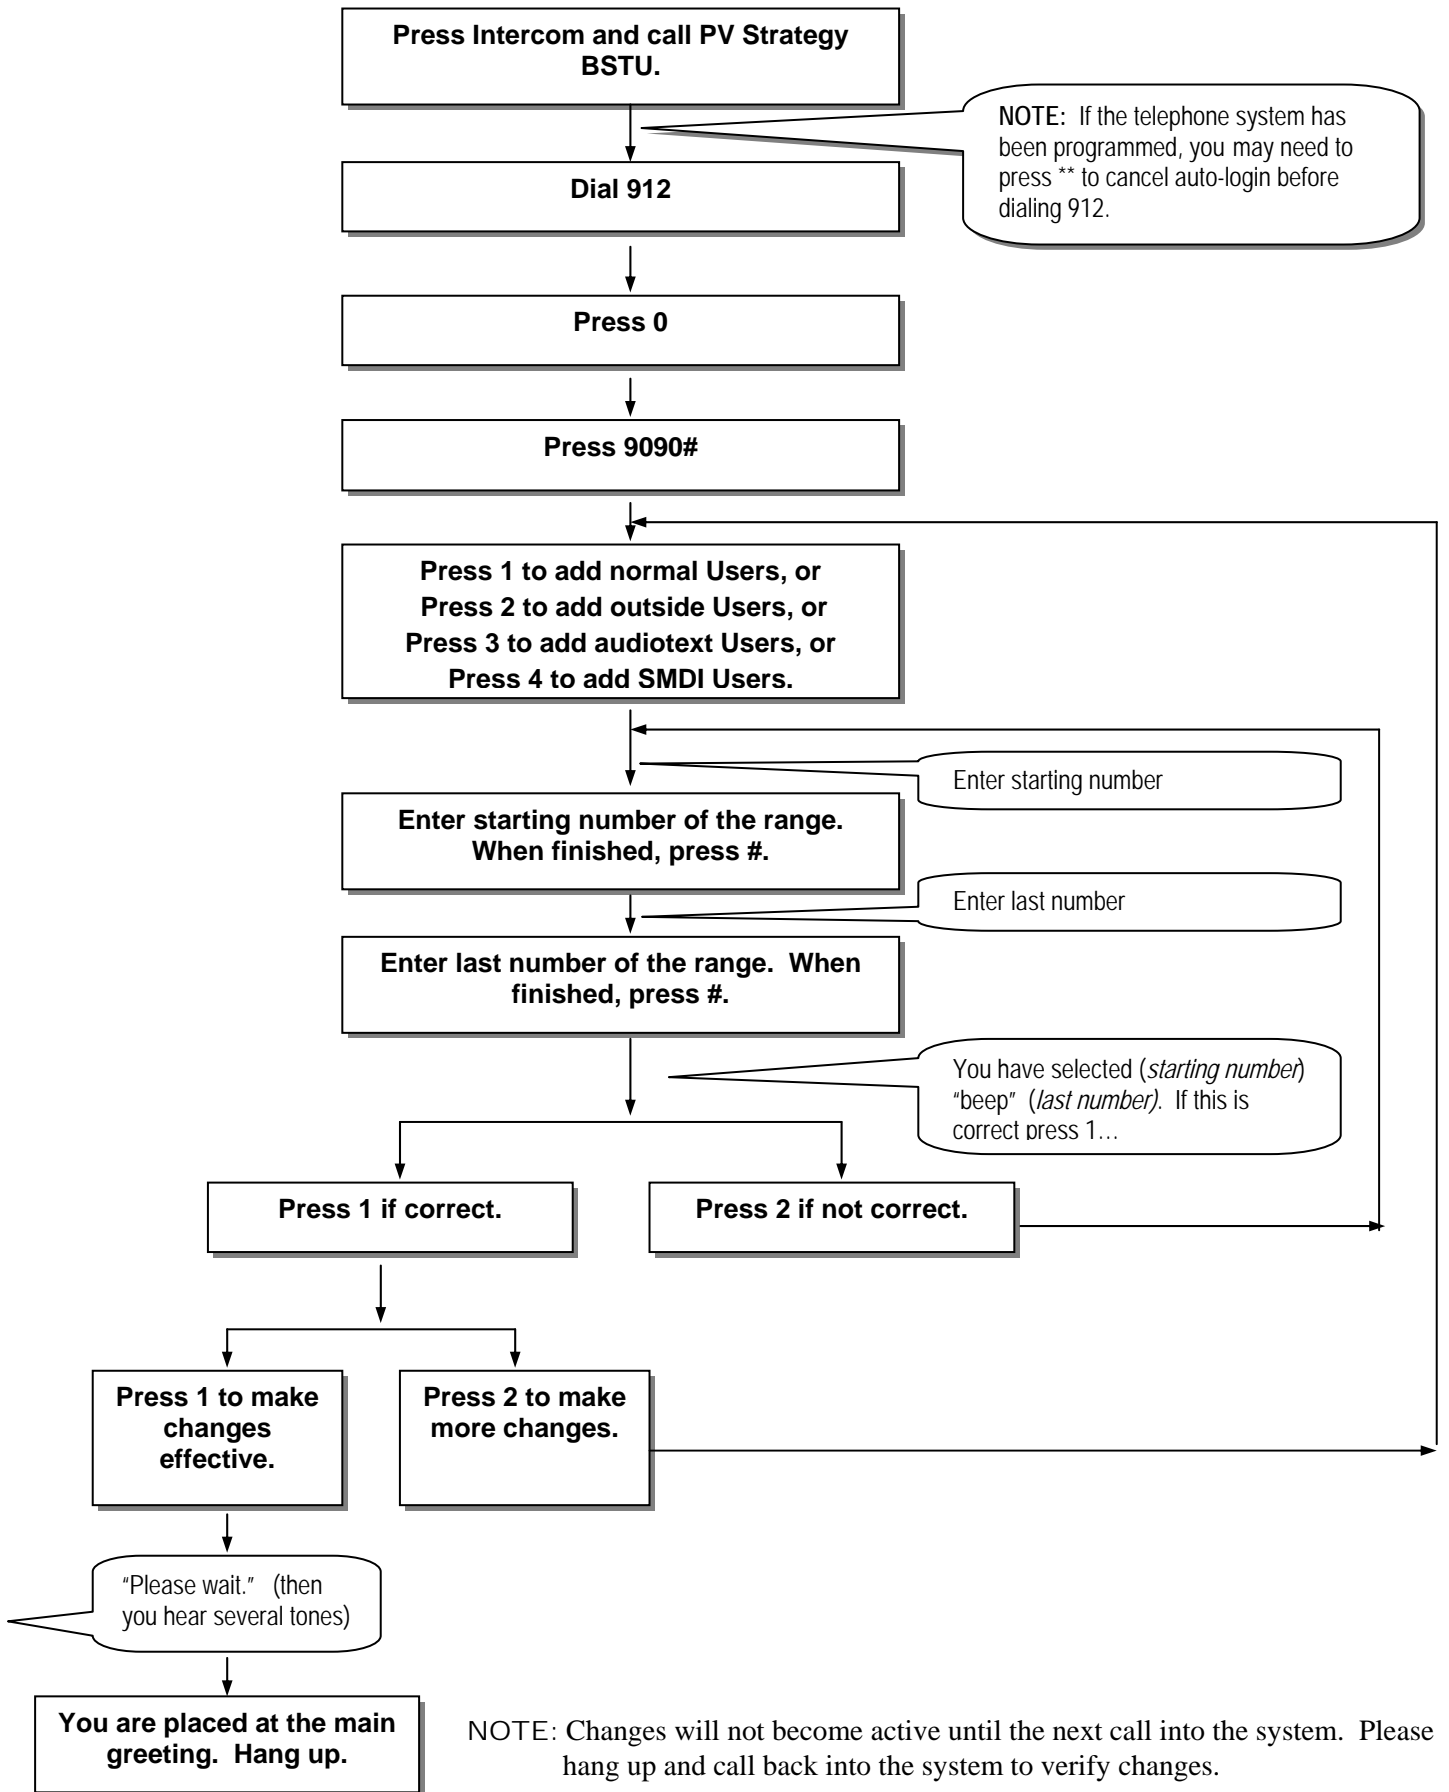 Press Intercom and call PV Strategy
BSTU.
NOTE: If the telephone system has
been programmed, you may need to
press ** to cancel auto-login before
dialing 912.
Dial 912
Press 0
Press 9090#
Press 1 to add normal Users, or
Press 2 to add outside Users, or
Press 3 to add audiotext Users, or
Press 4 to add SMDI Users.
Enter starting number
Enter starting number of the range.
When finished, press #.
Enter last number
Enter last number of the range. When
finished, press #.
You have selected (starting number)
“beep” (last number). If this is
correct press 1…
Press 1 if correct.
Press 2 if not correct.
Press 1 to make
changes
effective.
Press 2 to make
more changes.
“Please wait.” (then
you hear several tones)
You are placed at the main
greeting. Hang up.
NOTE: Changes will not become active until the next call into the system. Please
hang up and call back into the system to verify changes.